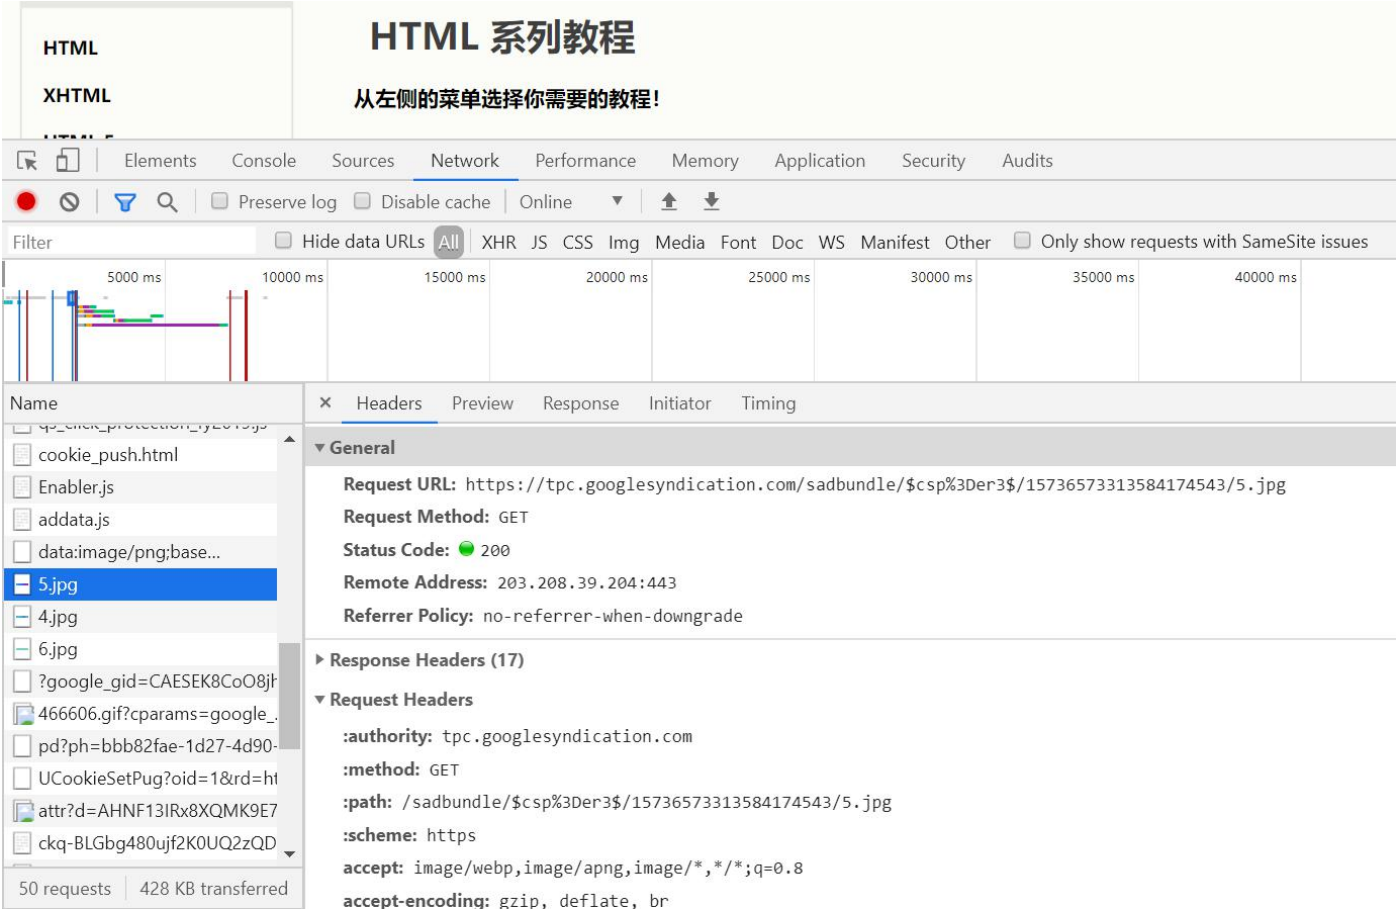 HTML
XHTML
HTML 系列教程
从左侧的菜单选择你需要的教程！
Elements Console Sources Network Performance Memory Application Security Audits
Preserve log Disable cache Online
Filter Hide data URLs All XHR JS CSS Img Media Font Doc WS Manifest Other Only show requests with SameSite issues
5000 ms 10000 ms 15000 ms 20000 ms 25000 ms 30000 ms 35000 ms 40000 ms
Name
cookie_push.html
Enabler.js
addata.js
data:image/png;base...
5.jpg
4.jpg
6.jpg
?google_gid=CAESEK8CoO8jh
466606.gif?cparams=google_.
pd?ph=bbb82fae-1d27-4d90-
UCookieSetPug?oid=1&rd=ht
attr?d=AHNF13IRx8XQMK9E7
ckq-BLGbg480ujf2K0UQ2zQD
50 requests 428 KB transferred
× Headers Preview Response Initiator Timing
General
Request URL: https://tpc.googlesyndication.com/sadbundle/$csp%3Der3$/15736573313584174543/5.jpg
Request Method: GET
Status Code: 200
Remote Address: 203.208.39.204:443
Referrer Policy: no-referrer-when-downgrade
Response Headers (17)
Request Headers
:authority: tpc.googlesyndication.com
:method: GET
:path: /sadbundle/$csp%3Der3$/15736573313584174543/5.jpg
:scheme: https
accept: image/webp,image/apng,image/*,*/*;q=0.8
accept-encoding: gzip, deflate, br